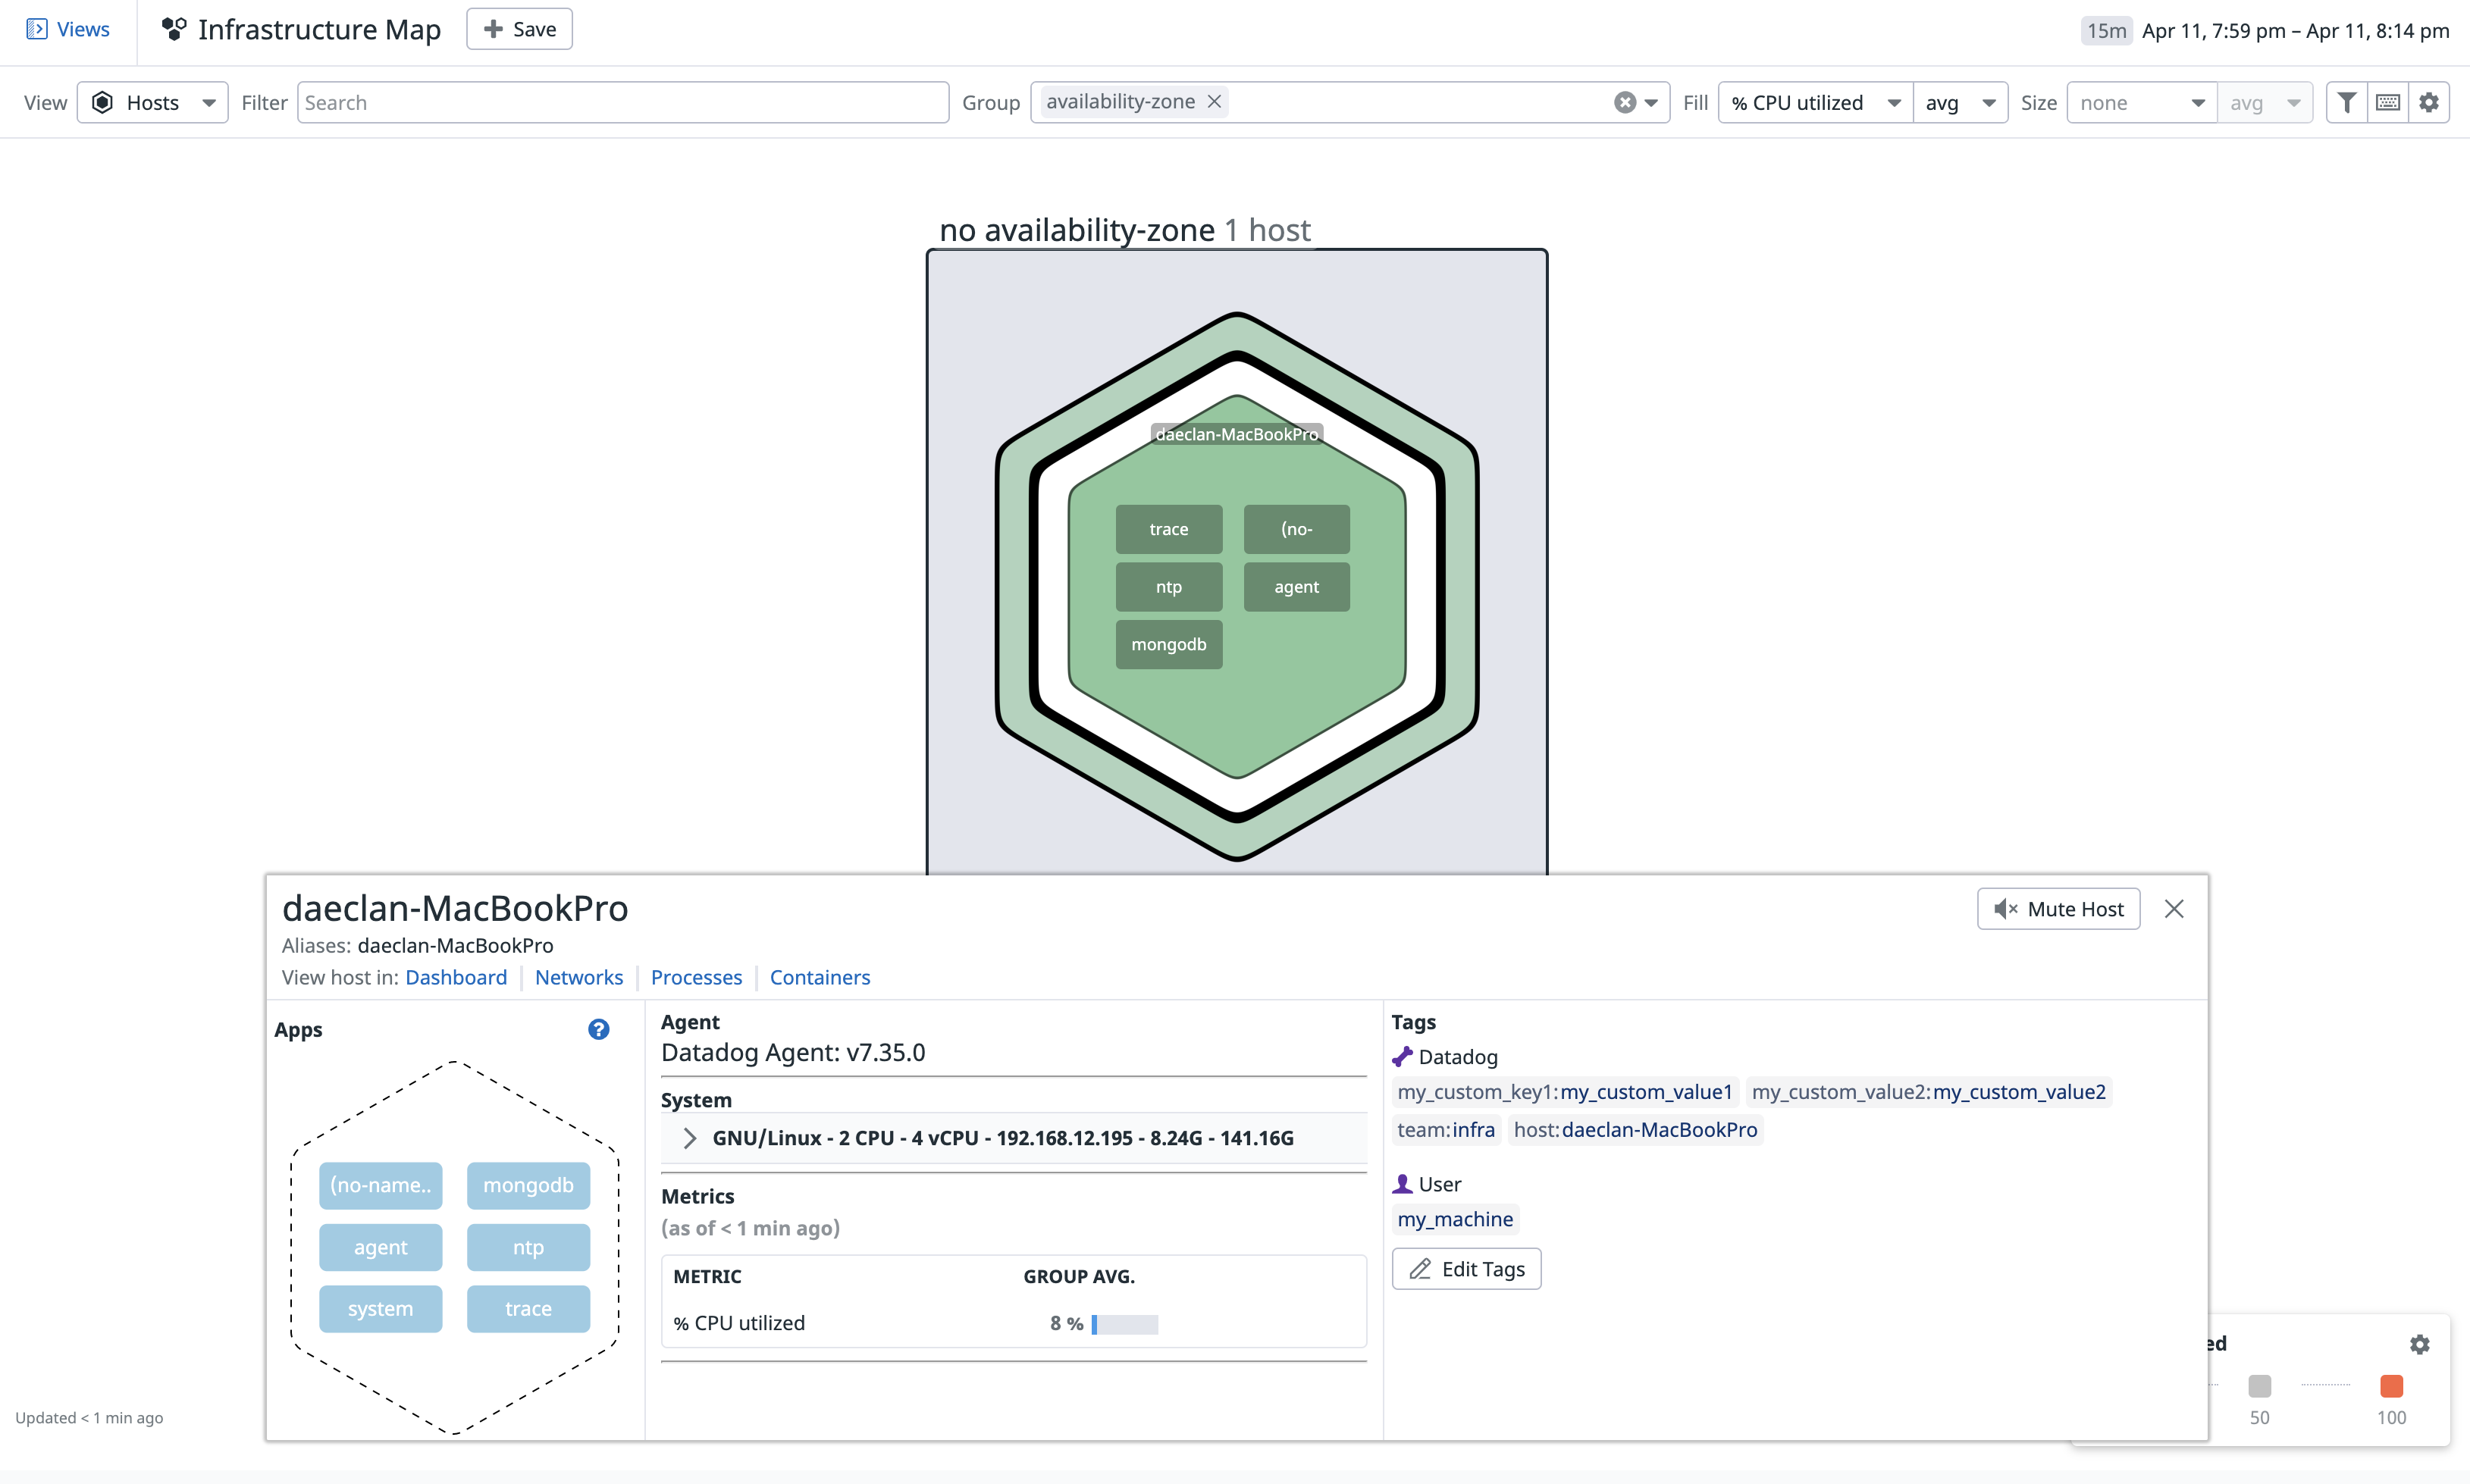 Views
Infrastructure Map
Save
15m Apr 11, 7:59 pm – Apr 11, 8:14 pm
View Hosts Filter Search Group availability-zone Fill % CPU utilized avg Size none avg
no availability-zone 1 host
daeclan-MacBookPro
trace (no-
ntp agent
mongodb
daeclan-MacBookPro
Mute Host
Aliases: daeclan-MacBookPro
View host in: Dashboard Networks Processes Containers
Apps ?
(no-name.. mongodb
agent ntp
system trace
Agent
Datadog Agent: v7.35.0
System
GNU/Linux - 2 CPU - 4 vCPU - 192.168.12.195 - 8.24G - 141.16G
Metrics
(as of < 1 min ago)
METRIC GROUP AVG.
% CPU utilized 8 %
Tags
Datadog
my_custom_key1:my_custom_value1 my_custom_value2:my_custom_value2
team:infra host:daeclan-MacBookPro
User
my_machine
Edit Tags
ed
50 100
Updated < 1 min ago